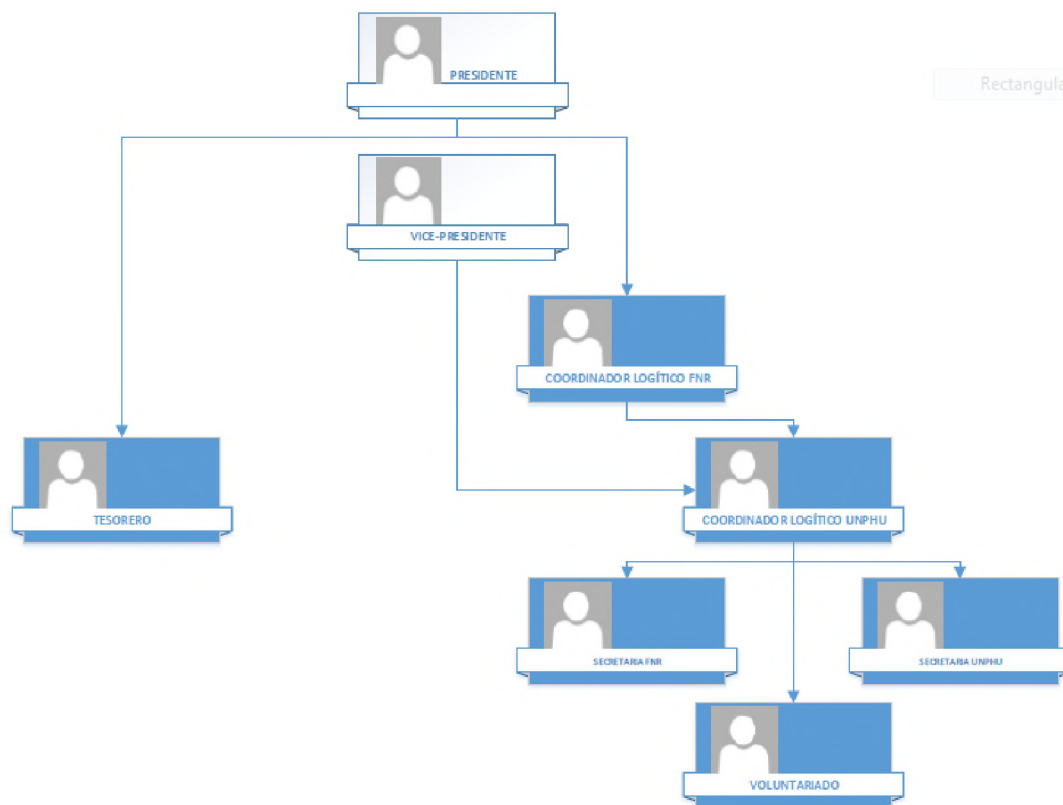 PRESIDENTE
Rectangula
VICE-PRESIDENTE
COORDINADOR LOGÍTICO FNR
TESORERO
COORDINADOR LOGÍTICO UNPHU
SECRETARIA FNR
SECRETARIA UNPHU
VOLUNTARIADO